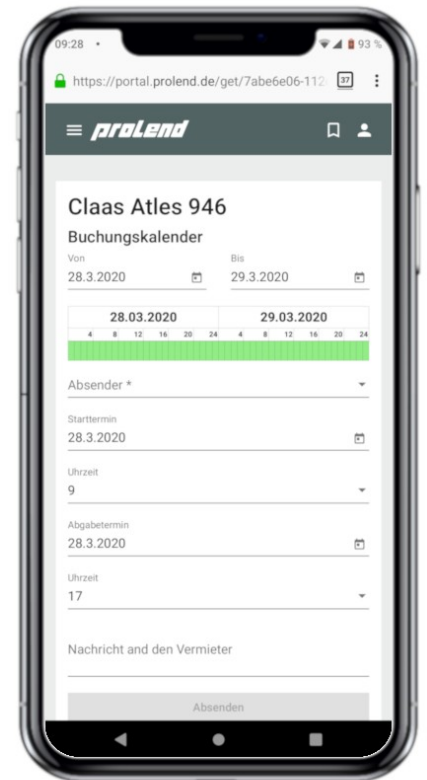 09:28
93 %
https://portal.prolend.de/get/7abe6e06-112
37
proLend
Claas Atles 946
Buchungskalender
Von
Bis
28.3.2020
29.3.2020
28.03.2020
29.03.2020
4 8 12 16 20 24 4 8 12 16 20 24
Absender *
Starttermin
28.3.2020
Uhrzeit
9
Abgabetermin
28.3.2020
Uhrzeit
17
Nachricht and den Vermieter
Absenden